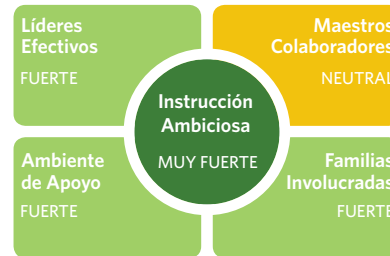 Líderes
Efectivos
FUERTE
Maestros
Colaboradores
NEUTRAL
Instrucción
Ambiciosa
MUY FUERTE
Ambiente
de Apoyo
FUERTE
Familias
Involucradas
FUERTE